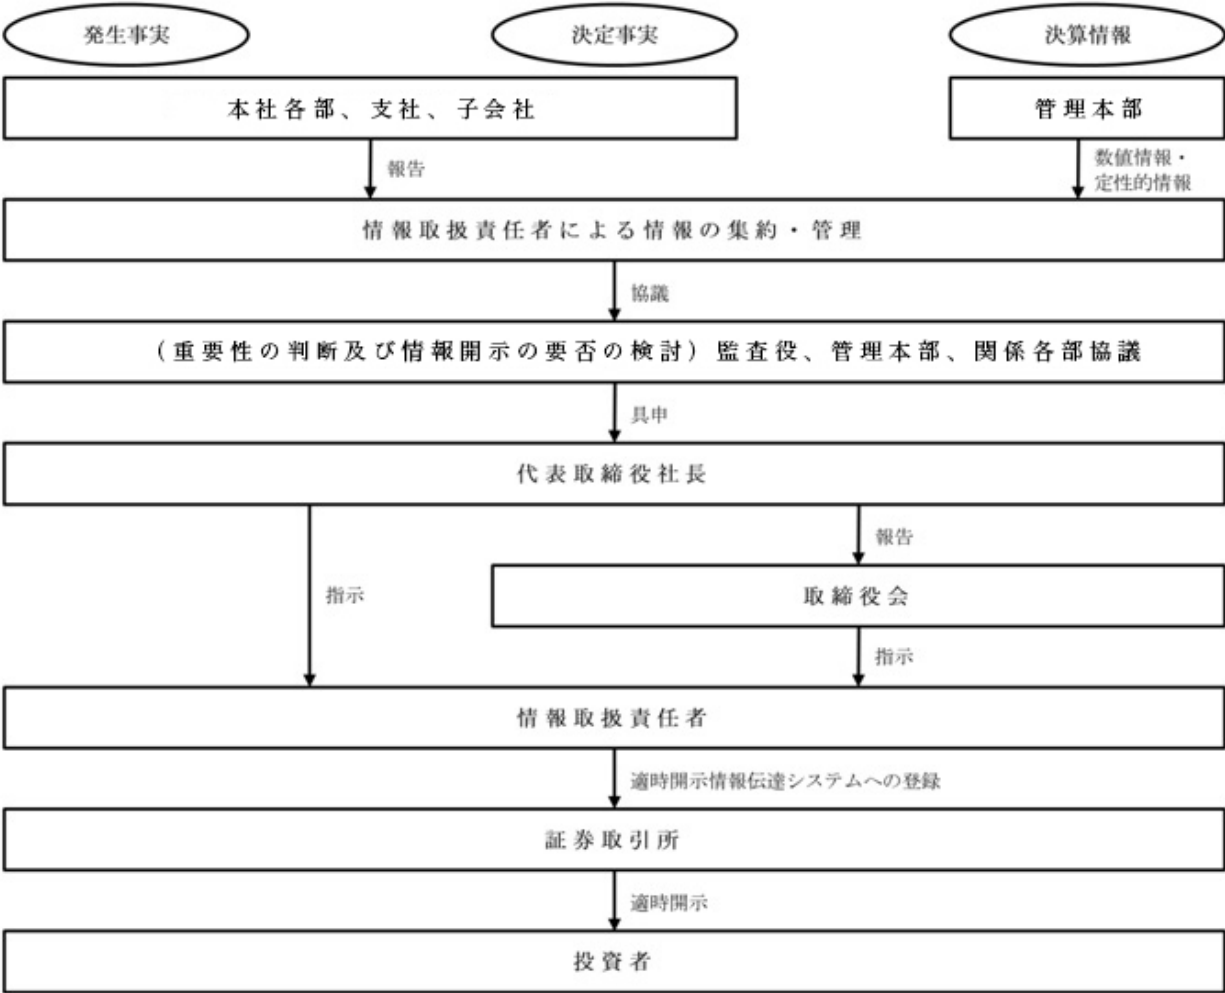 発生事実
決定事実
決算情報
本社各部、支社、子会社
管理本部
報告
数値情報・
定性的情報
情報取扱責任者による情報の集約・管理
協議
（重要性の判断及び情報開示の要否の検討）監査役、管理本部、関係各部協議
具申
代表取締役社長
報告
取締役会
指示
指示
情報取扱責任者
適時開示情報伝達システムへの登録
証券取引所
適時開示
投資者